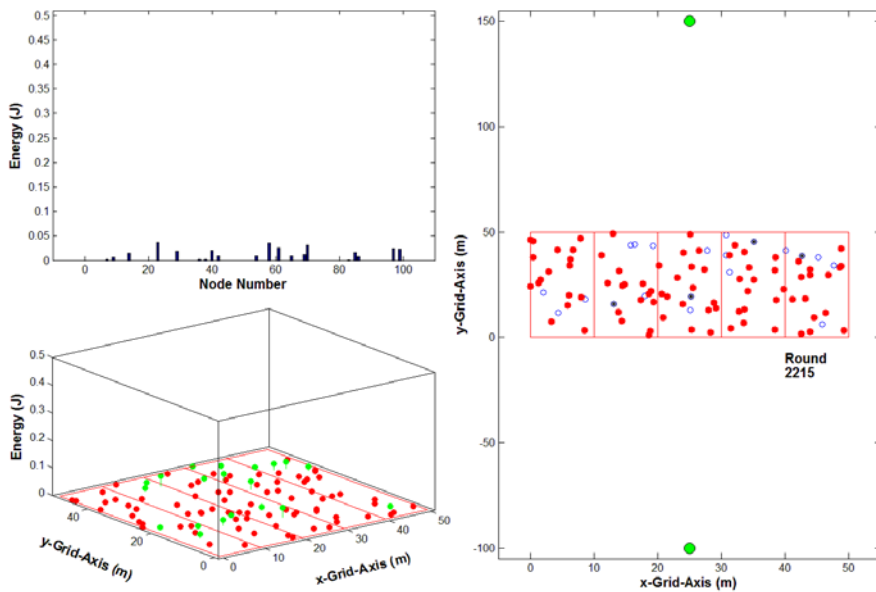 0.5
0.45
0.4
0.35
0.3
0.25
0.2
0.15
0.1
0.05
0
Energy (J)
0 20 40 60 80 100
Node Number
0.5
0.4
0.3
0.2
0.1
0
Energy (J)
40
20
0
y-Grid-Axis (m)
0 10 20 30 40 50
x-Grid-Axis (m)
150
100
50
0
-50
-100
y-Grid-Axis (m)
Round
2215
0 10 20 30 40 50
x-Grid-Axis (m)